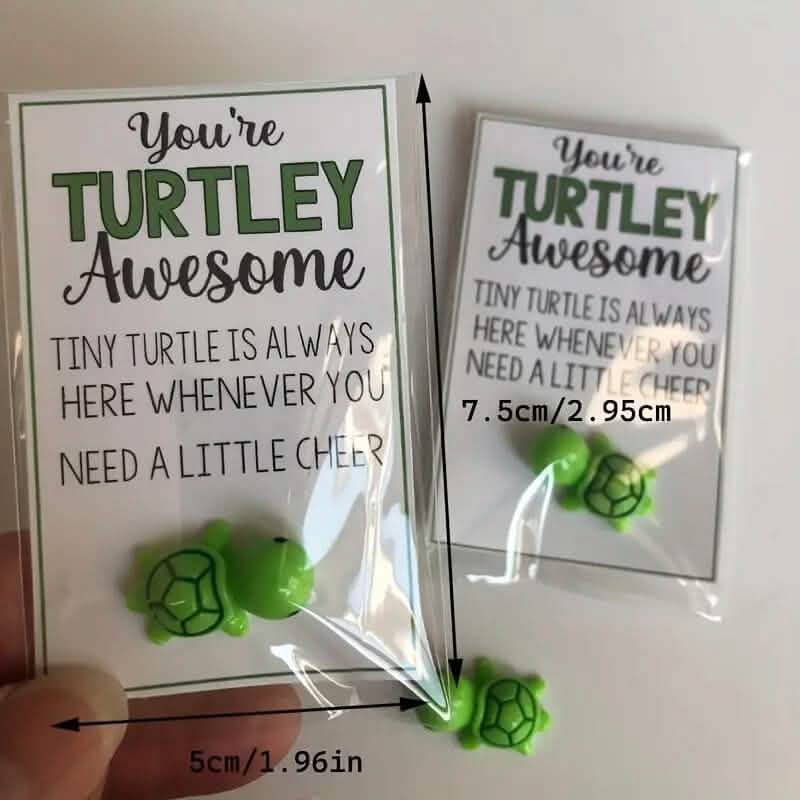 You're
TURTLEY
Awesome
TINY TURTLE IS ALWAYS
HERE WHENEVER YOU
NEED A LITTLE CHEER
You're
TURTLEY
Awesome
TINY TURTLE IS ALWAYS
HERE WHENEVER YOU
NEED A LITTLE CHEER
7.5cm/2.95cm
5cm/1.96in